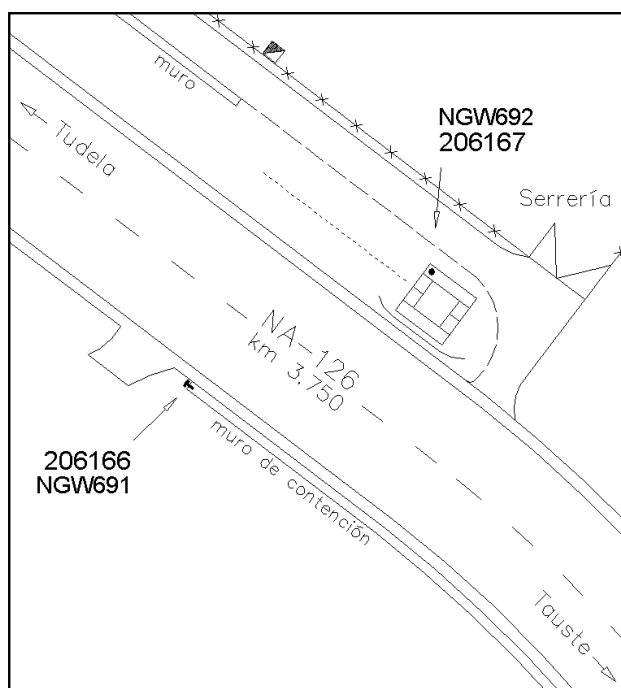 muro
NGW692
206167
Tudela
Serrería
NA-126
km 3.750
206166
NGW691
muro de contención
Tauste